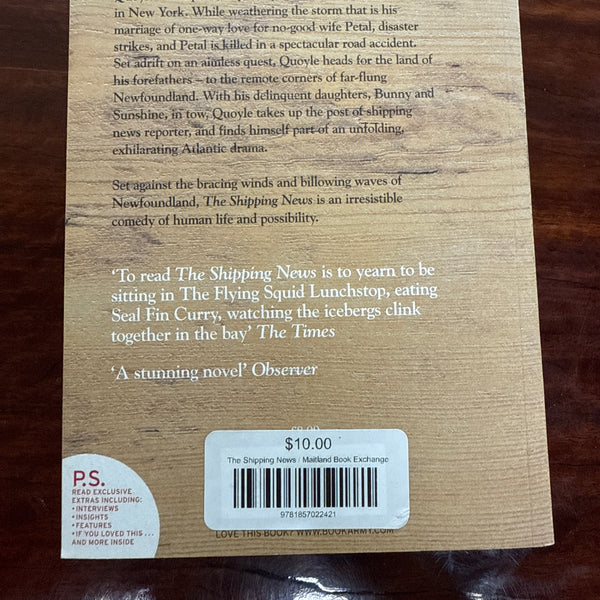 in New York. While weathering the storm that is his
marriage of one-way love for no-good wife Petal, disaster
strikes, and Petal is killed in a spectacular road accident.
Set adrift on an aimless quest, Quoyle heads for the land of
his forefathers – to the remote corners of far-flung
Newfoundland. With his delinquent daughters, Bunny and
Sunshine, in tow, Quoyle takes up the post of shipping
news reporter, and finds himself part of an unfolding,
exhilarating Atlantic drama.
Set against the bracing winds and billowing waves of
Newfoundland, The Shipping News is an irresistible
comedy of human life and possibility.
'To read The Shipping News is to yearn to be
sitting in The Flying Squid Lunchstop, eating
Seal Fin Curry, watching the icebergs clink
together in the bay' The Times
'A stunning novel' Observer
$10.00
The Shipping News / Maitland Book Exchange
9781857022421
LOVE THIS BOOK? WWW.BOOKARMY.COM
P.S.
READ EXCLUSIVE
EXTRAS INCLUDING:
• INTERVIEWS
• INSIGHTS
• FEATURES
• IF YOU LOVED THIS ...
AND MORE INSIDE